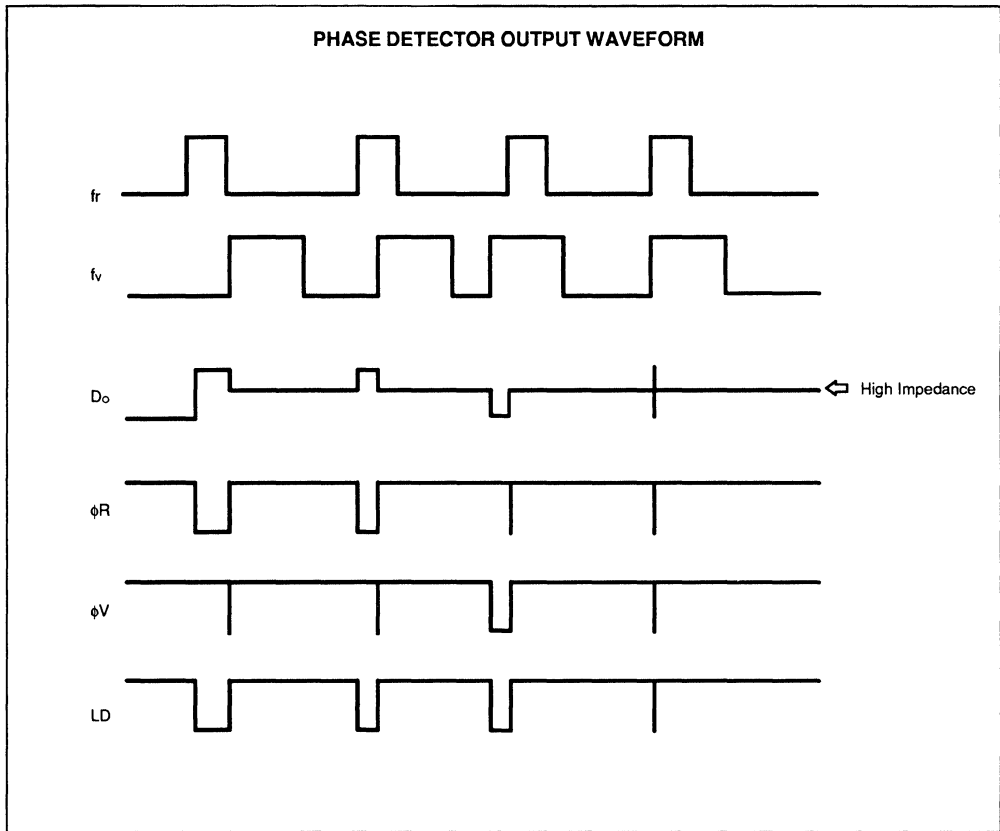 PHASE DETECTOR OUTPUT WAVEFORM
fr
fv
Do
High Impedance
φR
φV
LD